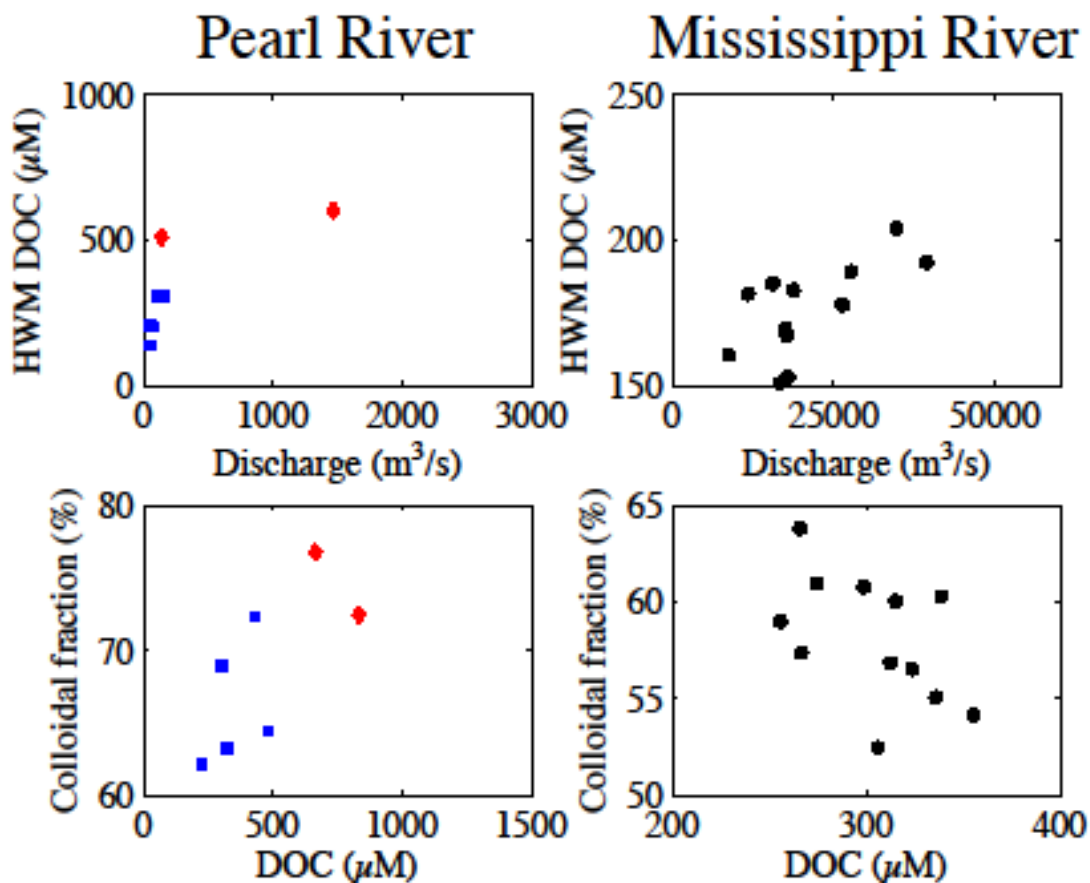 Pearl River
Mississippi River
HWM DOC (µM)
1000
500
0
0 1000 2000 3000
Discharge (m³/s)
HWM DOC (µM)
250
200
150
0 25000 50000
Discharge (m³/s)
Colloidal fraction (%)
80
70
60
0 500 1000 1500
DOC (µM)
Colloidal fraction (%)
65
60
55
50
200 300 400
DOC (µM)